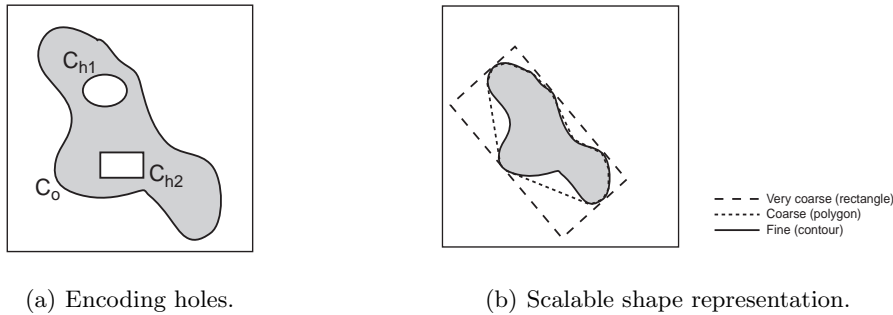 C_h1
C_h2
C_o
Very coarse (rectangle)
Coarse (polygon)
Fine (contour)
(a) Encoding holes.
(b) Scalable shape representation.